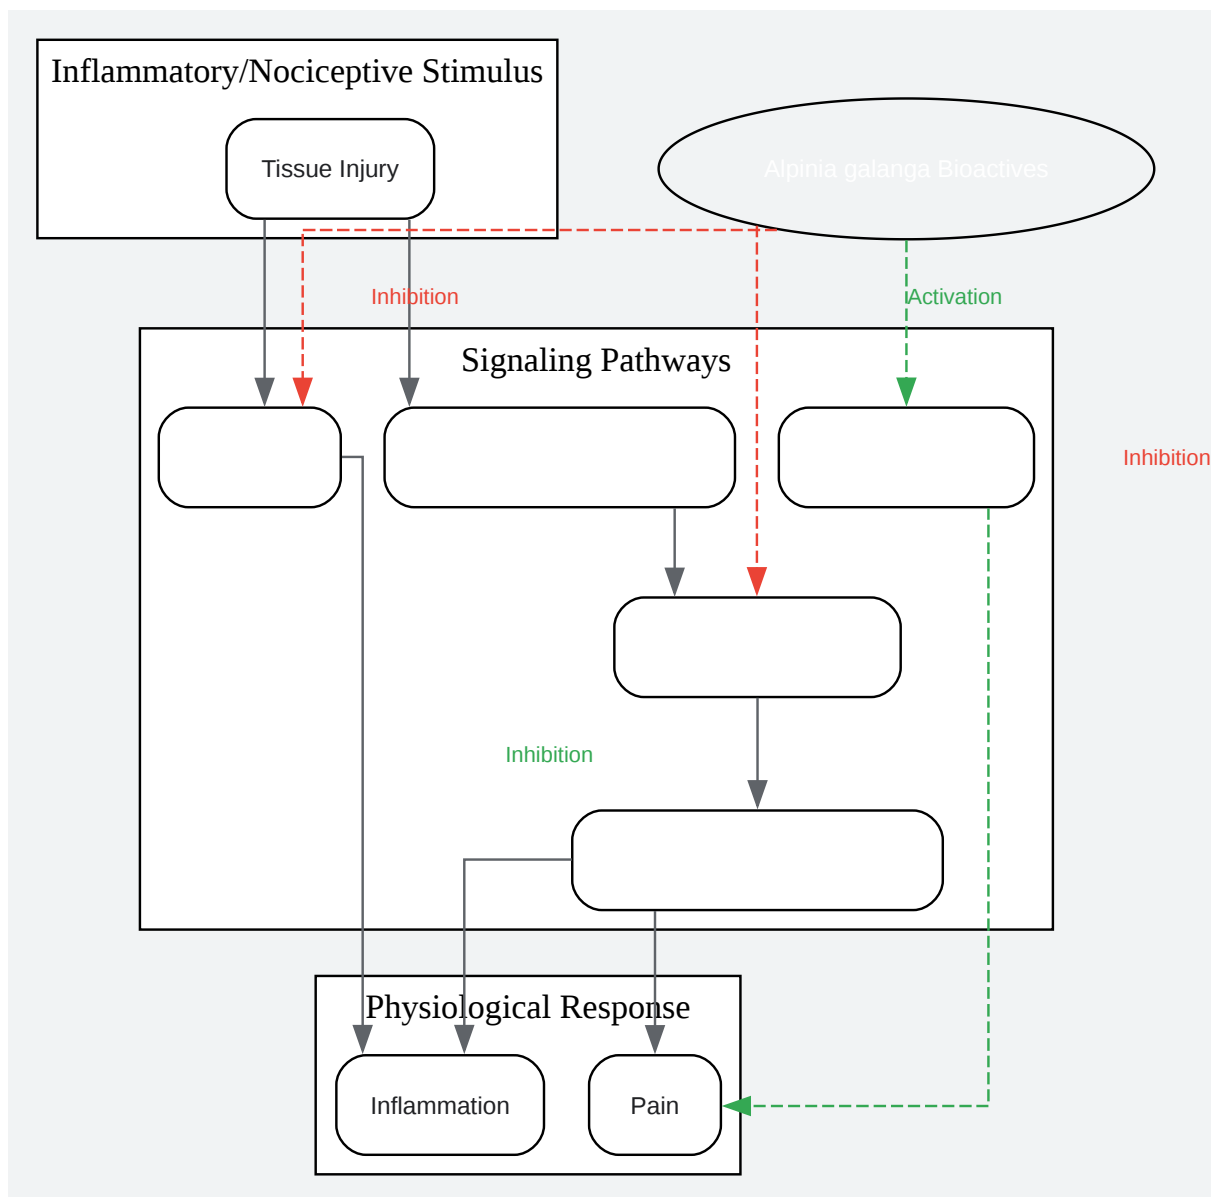 Inflammatory/Nociceptive Stimulus
Tissue Injury
Alpinia galanga Bioactives
Inhibition
Activation
Signaling Pathways
Inhibition
Inhibition
Physiological Response
Inflammation
Pain